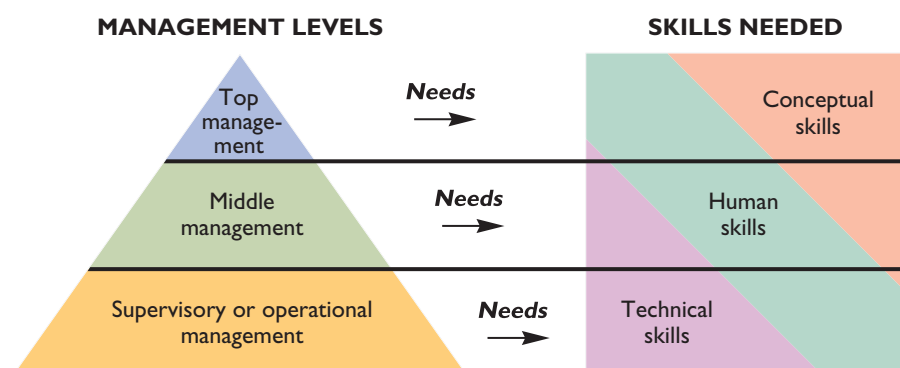 MANAGEMENT LEVELS
SKILLS NEEDED
Top
manage-
ment
Needs
Conceptual
skills
Middle
management
Needs
Human
skills
Supervisory or operational
management
Needs
Technical
skills